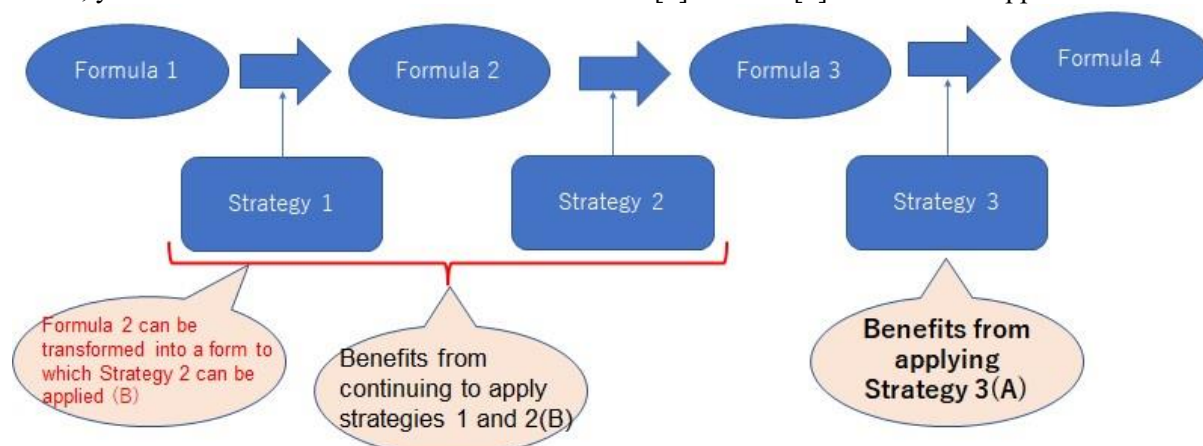 Formula 1
Formula 2
Formula 3
Formula 4
Strategy 1
Strategy 2
Strategy 3
Formula 2 can be
transformed into a form to
which Strategy 2 can be
applied (B)
Benefits from
continuing to apply
strategies 1 and 2(B)
Benefits from
applying
Strategy 3(A)